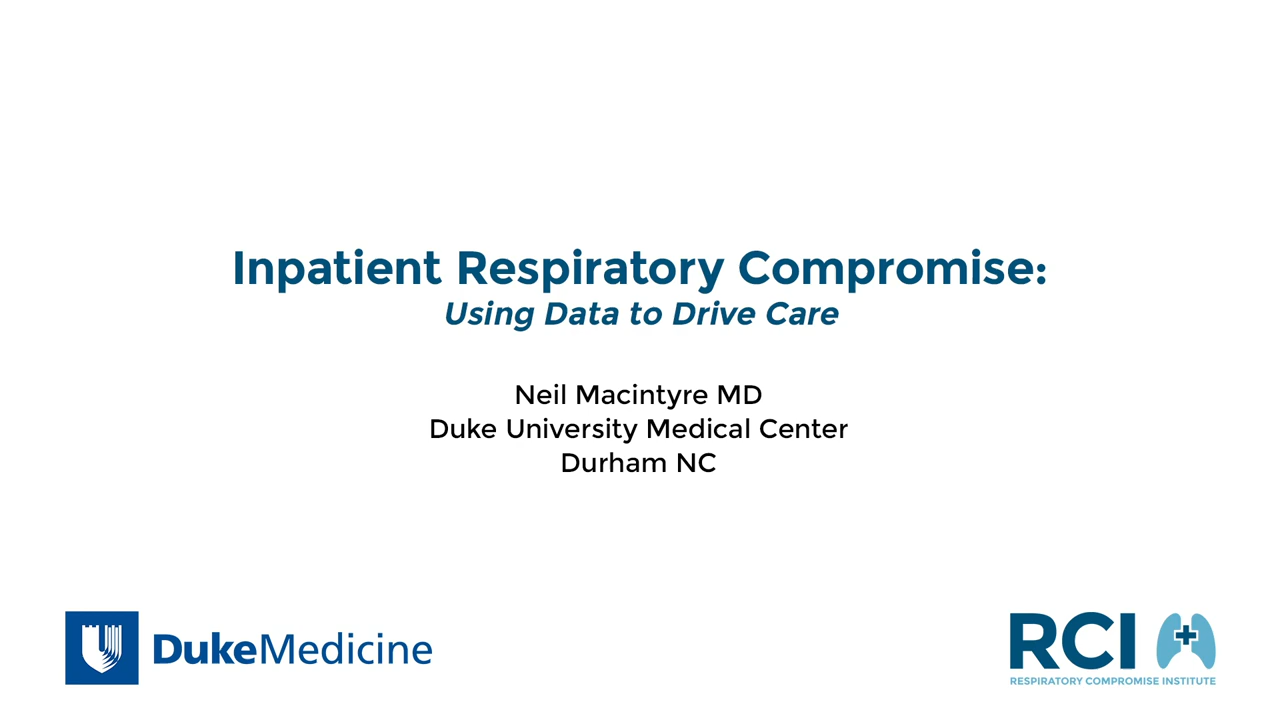 Inpatient Respiratory Compromise:
Using Data to Drive Care
Neil Macintyre MD
Duke University Medical Center
Durham NC
DukeMedicine
RCI
RESPIRATORY COMPROMISE INSTITUTE